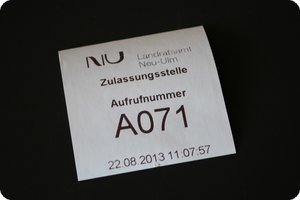 NU Landratsamt
Neu-Ulm
Zulassungsstelle
Aufrufnummer
A071
22.08.2013 11:07:57